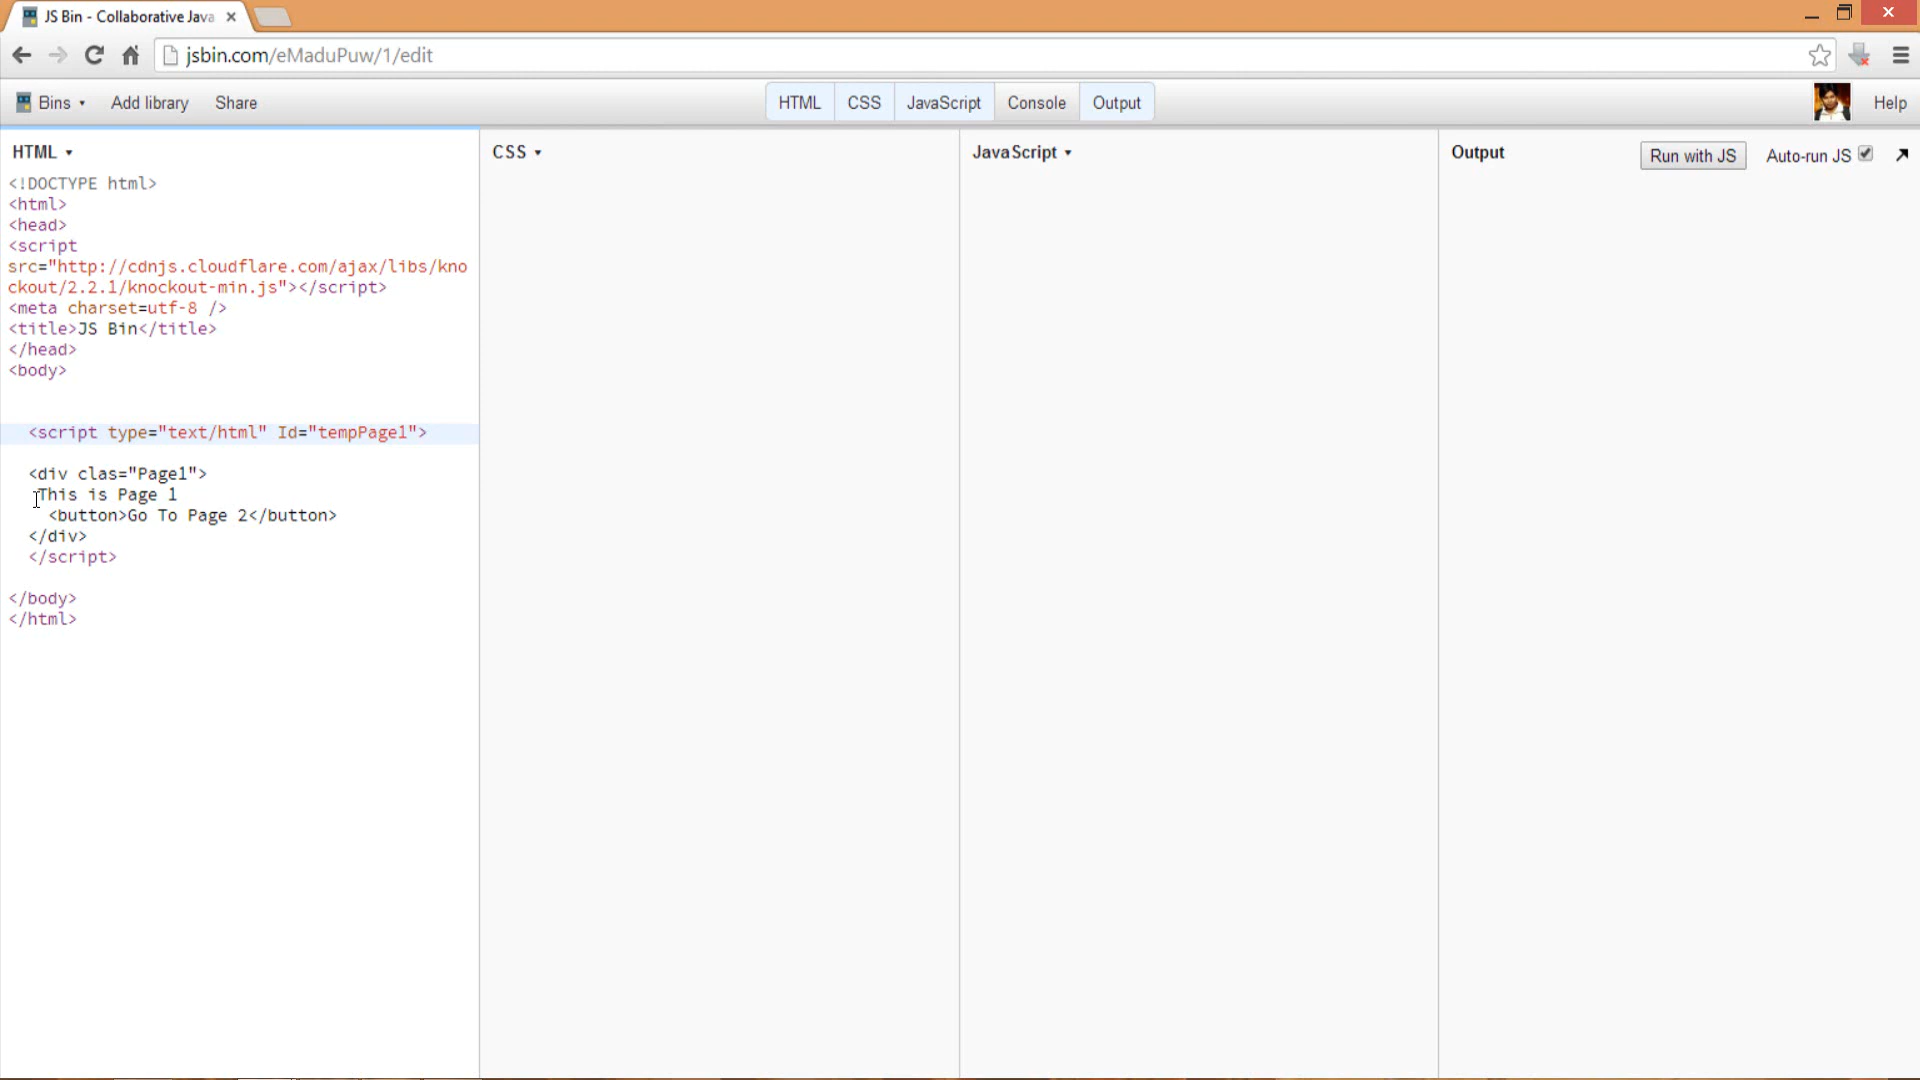 JS Bin - Collaborative Java
jsbin.com/eMaduPuw/1/edit
Bins Add library Share HTML CSS JavaScript Console Output Help
HTML CSS JavaScript Output Run with JS Auto-run JS
<!DOCTYPE html>
<html>
<head>
<script
src="http://cdnjs.cloudflare.com/ajax/libs/kno
ckout/2.2.1/knockout-min.js"></script>
<meta charset=utf-8 />
<title>JS Bin</title>
</head>
<body>
<script type="text/html" Id="tempPage1">
<div clas="Page1">
This is Page 1
<button>Go To Page 2</button>
</div>
</script>
</body>
</html>